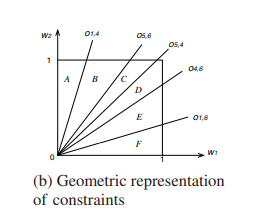 W2
O1,4
O5,6
O5,4
1
O4,6
A
B
C
D
E
O1,6
F
0
1
W1
(b) Geometric representation
of constraints